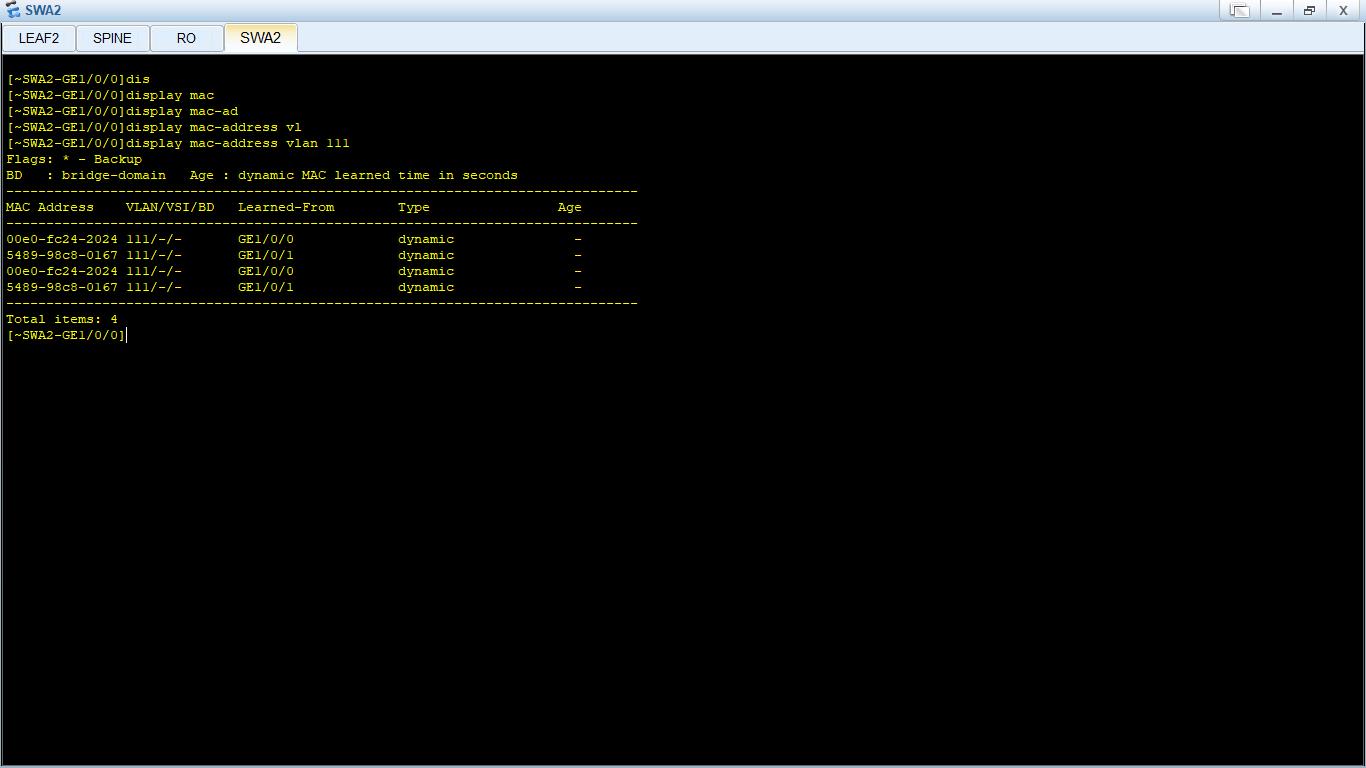 SWA2
LEAF2 SPINE RO SWA2
[~SWA2-GE1/0/0]dis
[~SWA2-GE1/0/0]display mac
[~SWA2-GE1/0/0]display mac-ad
[~SWA2-GE1/0/0]display mac-address vl
[~SWA2-GE1/0/0]display mac-address vlan 111
Flags: * - Backup
BD   : bridge-domain   Age : dynamic MAC learned time in seconds
-------------------------------------------------------------------------------
MAC Address    VLAN/VSI/BD   Learned-From        Type                Age
-------------------------------------------------------------------------------
00e0-fc24-2024 111/-/-       GE1/0/0             dynamic               -
5489-98c8-0167 111/-/-       GE1/0/1             dynamic               -
00e0-fc24-2024 111/-/-       GE1/0/0             dynamic               -
5489-98c8-0167 111/-/-       GE1/0/1             dynamic               -
-------------------------------------------------------------------------------
Total items: 4
[~SWA2-GE1/0/0]